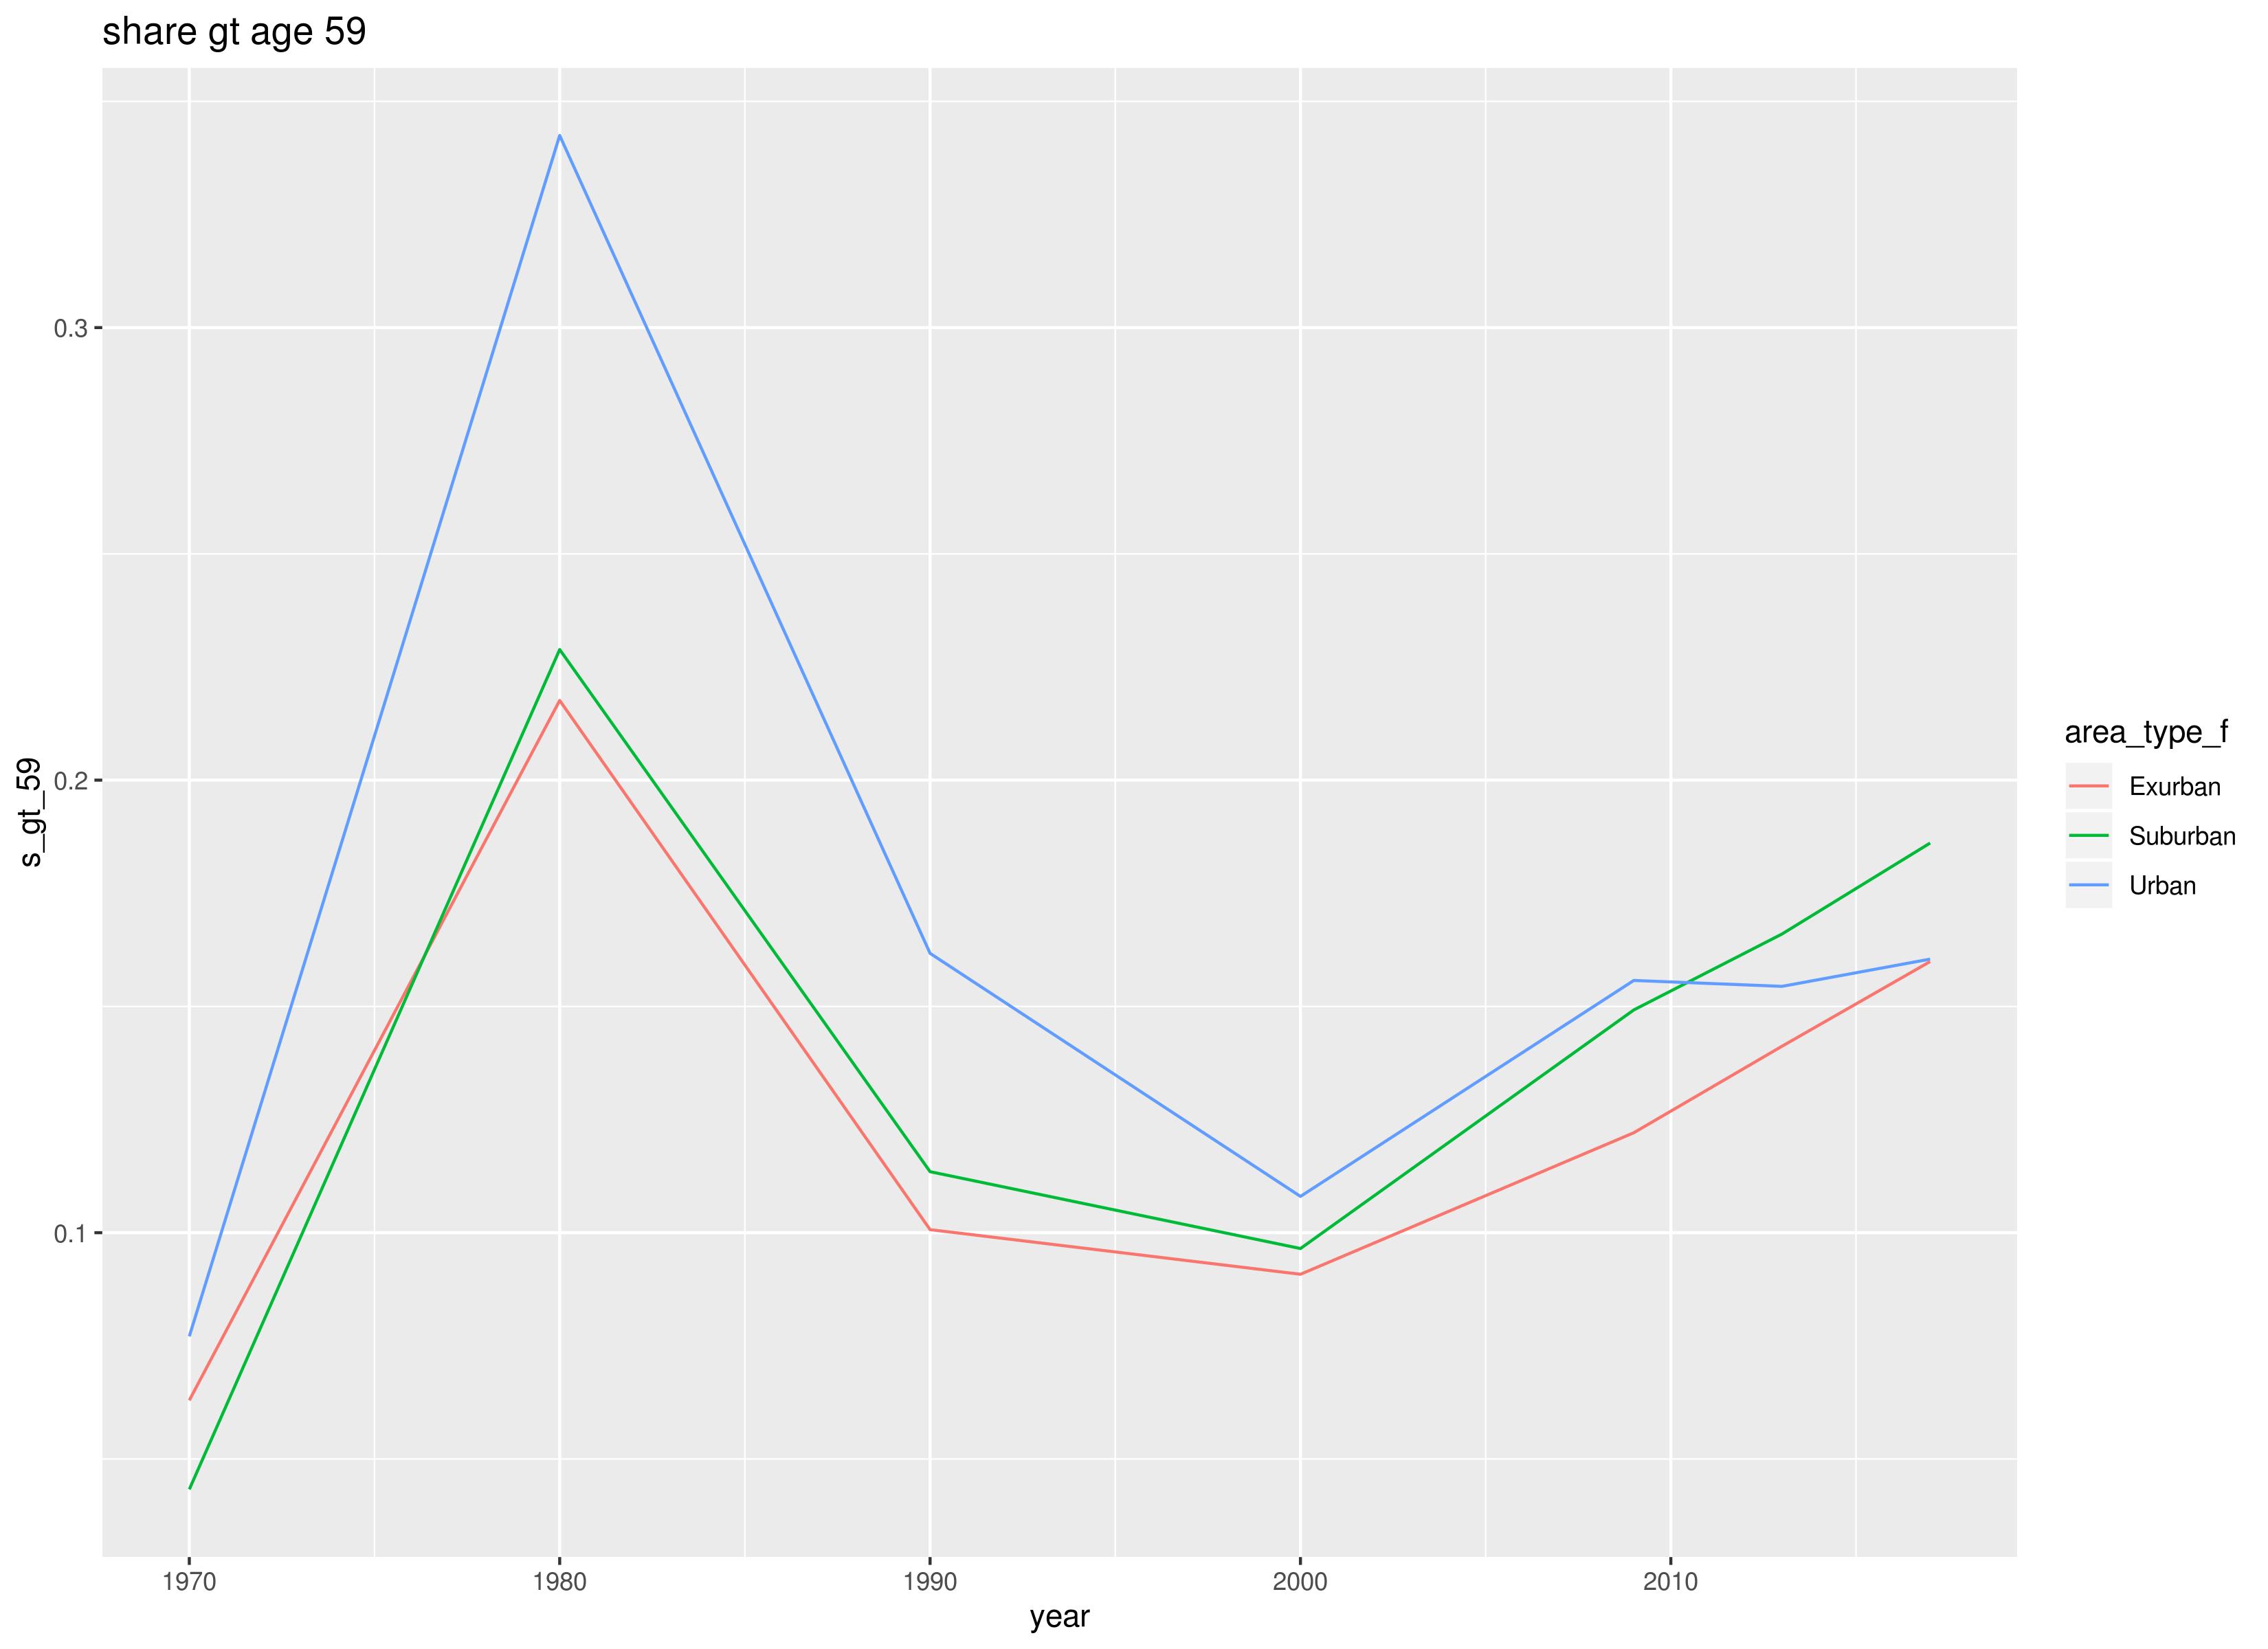 share gt age 59
s_gt_59
0.3
0.2
0.1
1970 1980 1990 2000 2010
year
area_type_f
Exurban
Suburban
Urban